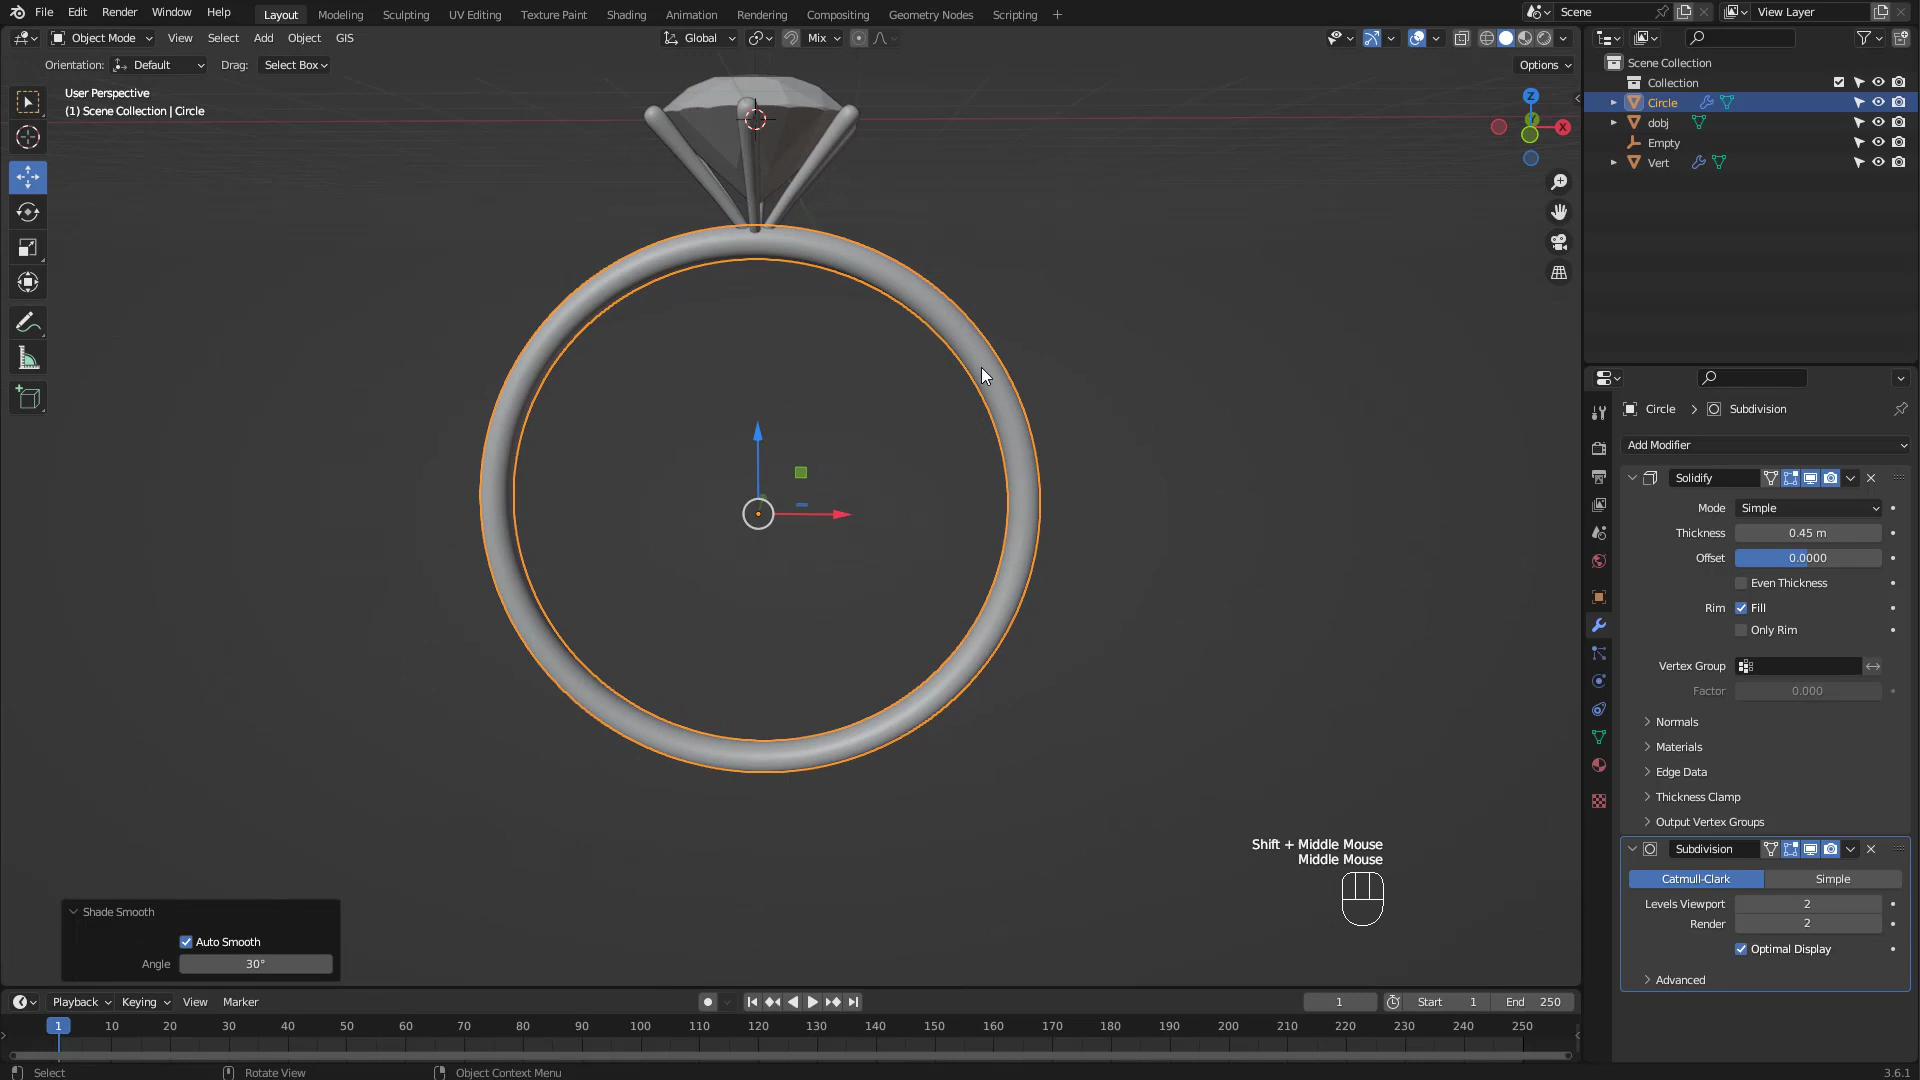 File Edit Render Window Help
Layout Modeling Sculpting UV Editing Texture Paint Shading Animation Rendering Compositing Geometry Nodes Scripting +
Scene
View Layer
Object Mode View Select Add Object GIS
Global
Mix
Orientation: Default Drag: Select Box
Options
User Perspective
(1) Scene Collection | Circle
Z
Y
X
Scene Collection
Collection
Circle
dobj
Empty
Vert
Circle > Subdivision
Add Modifier
Solidify
Mode Simple
Thickness 0.45 m
Offset 0.0000
Even Thickness
Rim Fill
Only Rim
Vertex Group
Factor 0.000
Normals
Materials
Edge Data
Thickness Clamp
Output Vertex Groups
Subdivision
Catmull-Clark Simple
Levels Viewport 2
Render 2
Optimal Display
Advanced
Shift + Middle Mouse
Middle Mouse
Shade Smooth
Auto Smooth
Angle 30°
Playback Keying View Marker
1
Start 1 End 250
1 10 20 30 40 50 60 70 80 90 100 110 120 130 140 150 160 170 180 190 200 210 220 230 240 250
Select Rotate View Object Context Menu
3.6.1